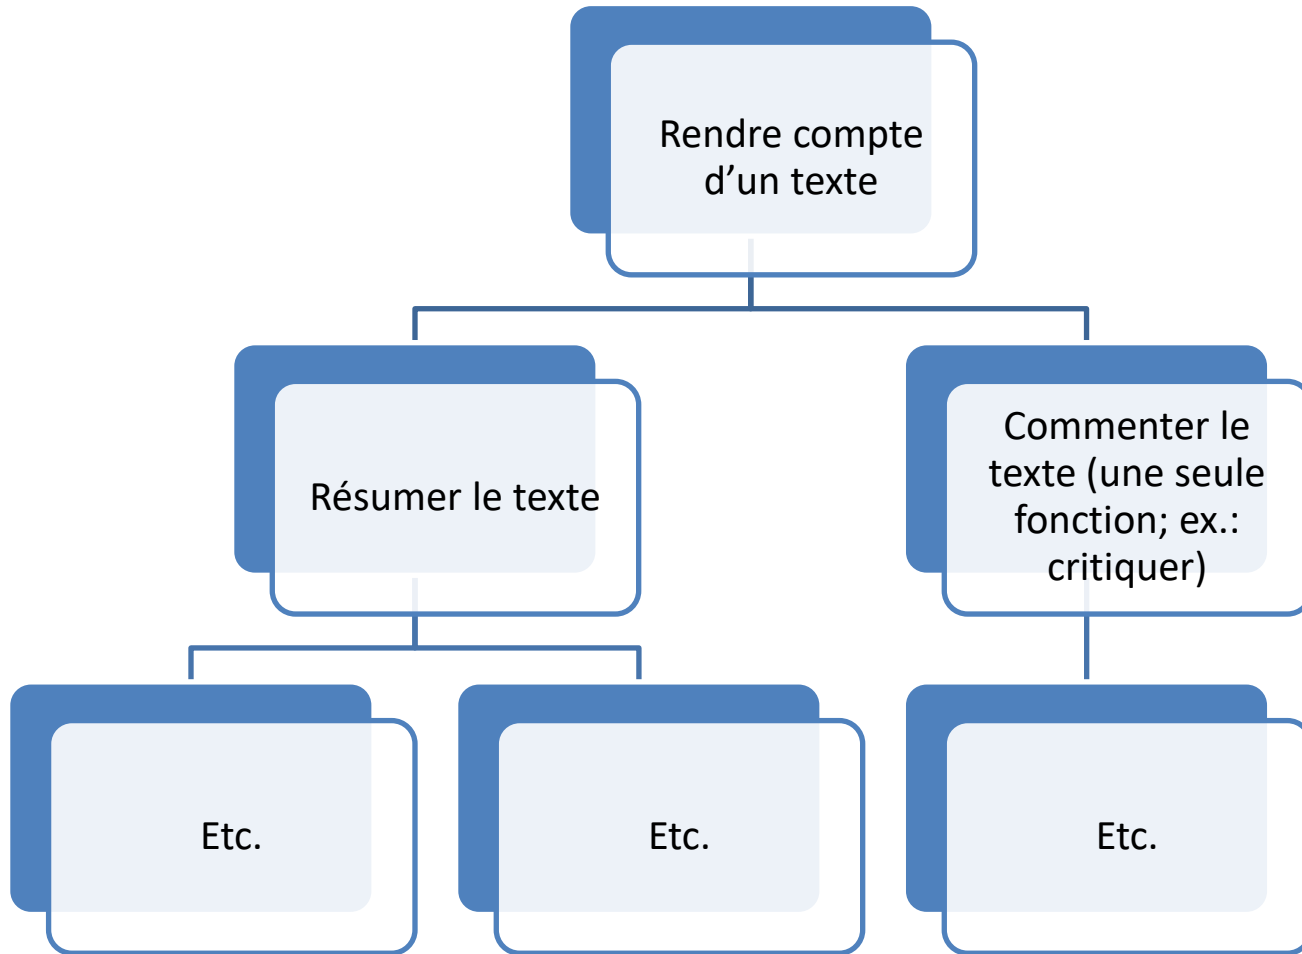 Rendre compte
d’un texte
Résumer le texte
Commenter le
texte (une seule
fonction; ex.:
critiquer)
Etc.
Etc.
Etc.